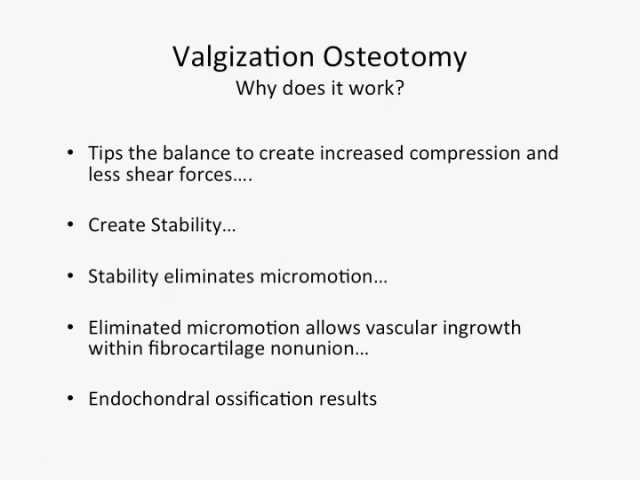 Valgization Osteotomy
Why does it work?
• Tips the balance to create increased compression and
less shear forces….
• Create Stability…
• Stability eliminates micromotion…
• Eliminated micromotion allows vascular ingrowth
within fibrocartilage nonunion…
• Endochondral ossification results